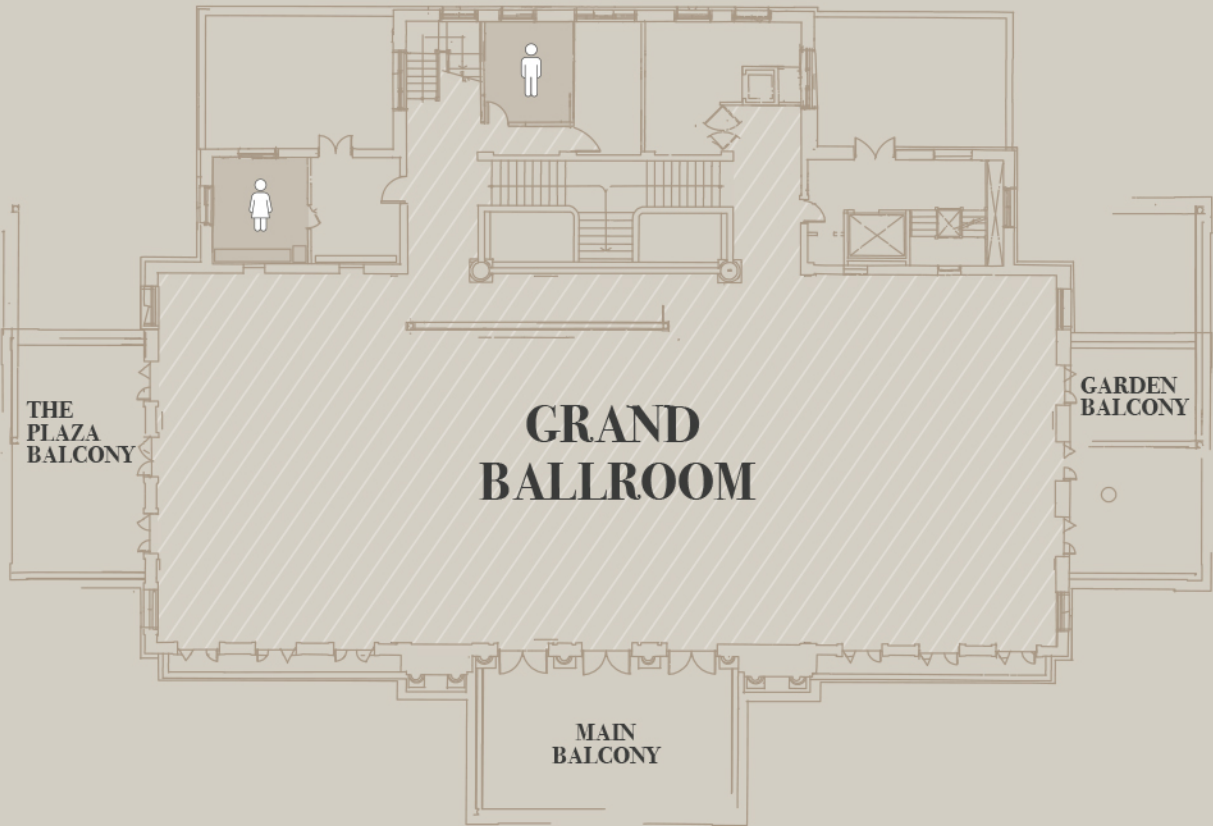 THE
PLAZA
BALCONY
GRAND
BALLROOM
GARDEN
BALCONY
MAIN
BALCONY